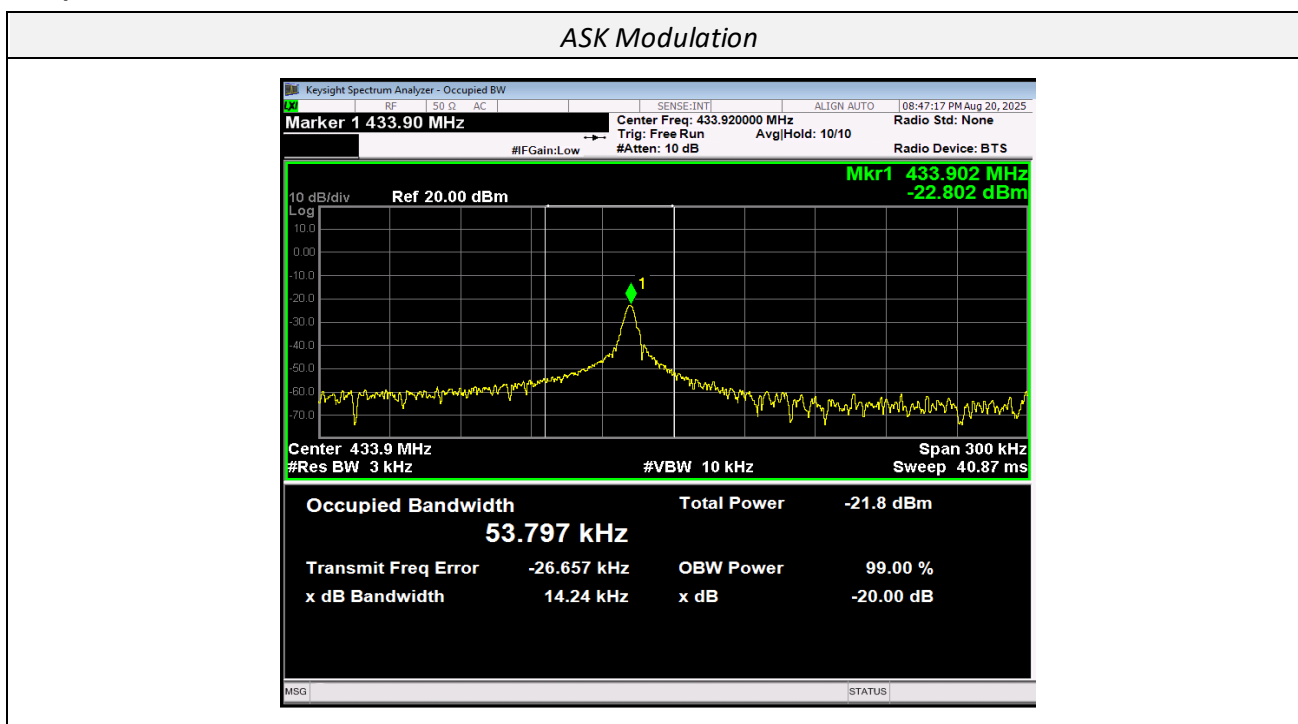 ASK Modulation
Keysight Spectrum Analyzer - Occupied BW
LXI RF 50 Ω AC SENSE:INT ALIGN AUTO 08:47:17 PM Aug 20, 2025
Marker 1 433.90 MHz Center Freq: 433.920000 MHz Radio Std: None
Trig: Free Run Avg|Hold: 10/10
#IFGain:Low #Atten: 10 dB Radio Device: BTS
Mkr1 433.902 MHz
10 dB/div Ref 20.00 dBm -22.802 dBm
Log
10.0
0.00
-10.0
1
-20.0
-30.0
-40.0
-50.0
-60.0
-70.0
Center 433.9 MHz Span 300 kHz
#Res BW 3 kHz #VBW 10 kHz Sweep 40.87 ms
Occupied Bandwidth Total Power -21.8 dBm
53.797 kHz
Transmit Freq Error -26.657 kHz OBW Power 99.00 %
x dB Bandwidth 14.24 kHz x dB -20.00 dB
MSG STATUS